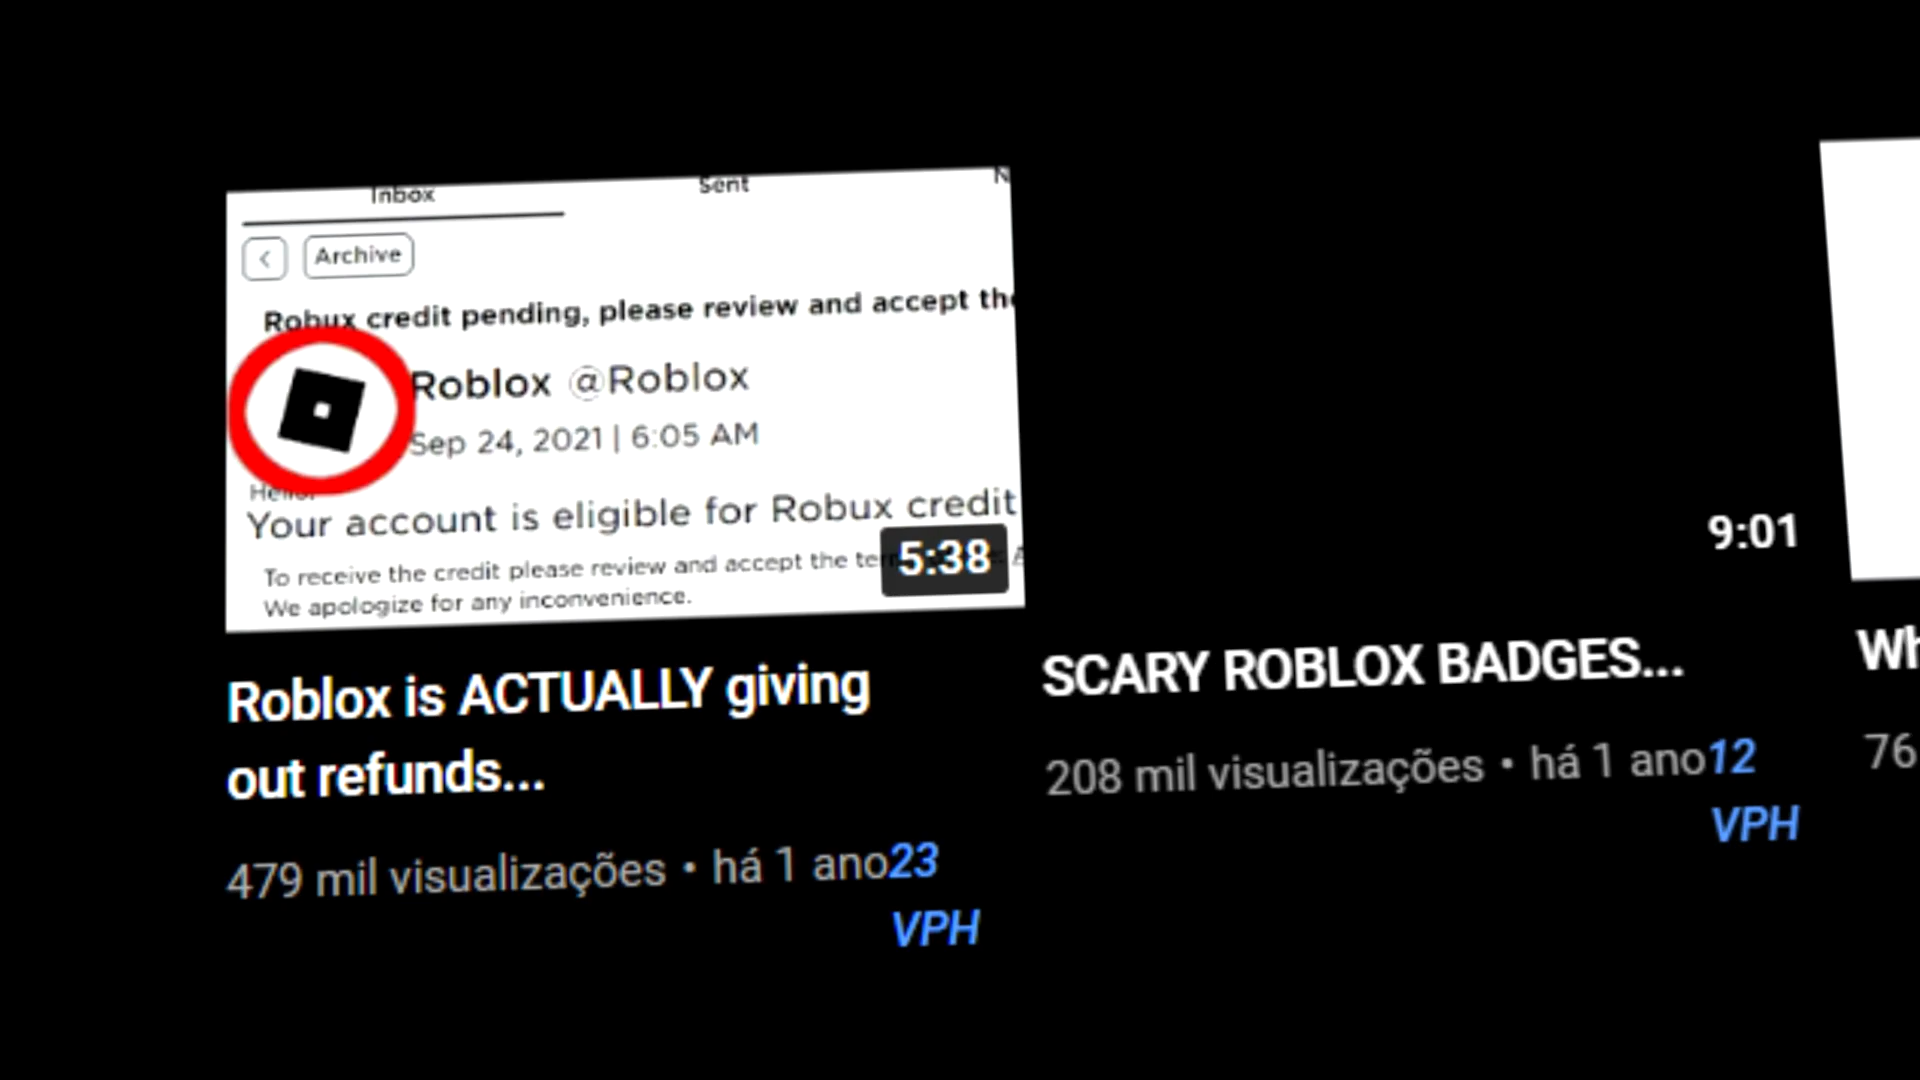 Inbox
Sent
N
Archive
Robux credit pending, please review and accept the
Roblox @Roblox
Sep 24, 2021 | 6:05 AM
Hello!
Your account is eligible for Robux credit
To receive the credit please review and accept the
We apologize for any inconvenience.
5:38
Roblox is ACTUALLY giving
out refunds...
479 mil visualizações • há 1 ano23
VPH
9:01
SCARY ROBLOX BADGES...
208 mil visualizações • há 1 ano12
VPH
Wh
76